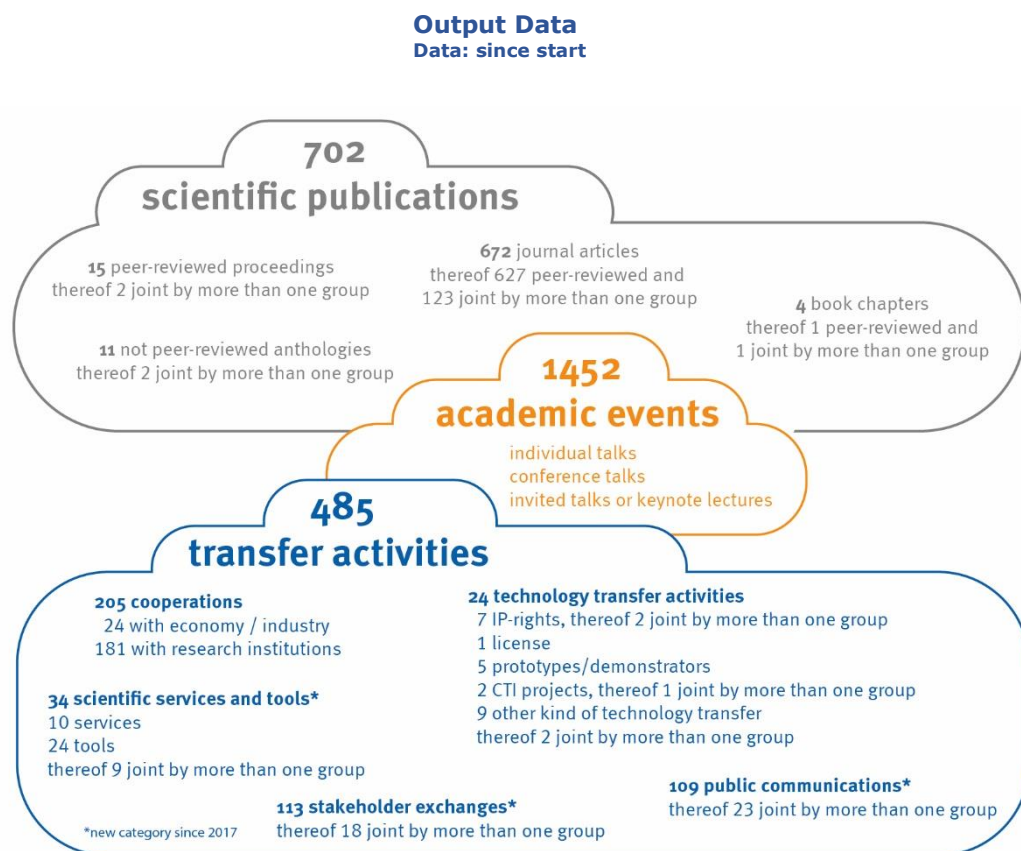 Output Data
Data: since start
702
scientific publications
15 peer-reviewed proceedings
thereof 2 joint by more than one group
672 journal articles
thereof 627 peer-reviewed and
123 joint by more than one group
4 book chapters
thereof 1 peer-reviewed and
1 joint by more than one group
11 not peer-reviewed anthologies
thereof 2 joint by more than one group
1452
academic events
individual talks
conference talks
invited talks or keynote lectures
485
transfer activities
205 cooperations
24 with economy / industry
181 with research institutions
34 scientific services and tools*
10 services
24 tools
thereof 9 joint by more than one group
24 technology transfer activities
7 IP-rights, thereof 2 joint by more than one group
1 license
5 prototypes/demonstrators
2 CTI projects, thereof 1 joint by more than one group
9 other kind of technology transfer
thereof 2 joint by more than one group
109 public communications*
thereof 23 joint by more than one group
113 stakeholder exchanges*
thereof 18 joint by more than one group
*new category since 2017